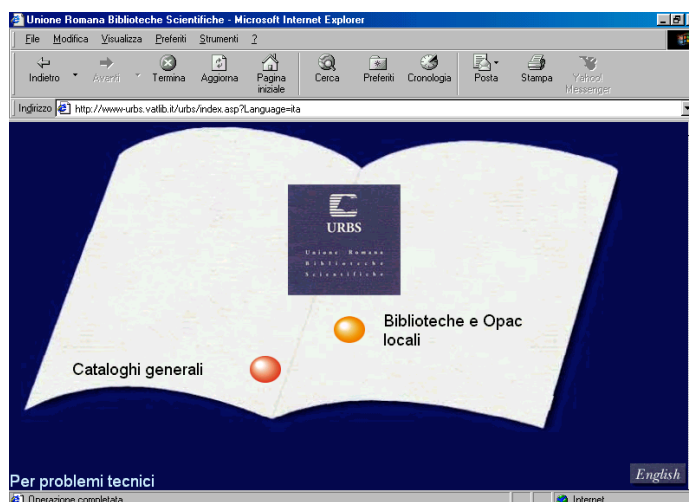 Unione Romana Biblioteche Scientifiche - Microsoft Internet Explorer
File Modifica Visualizza Preferiti Strumenti ?
Indietro Avanti Termina Aggiorna Pagina iniziale Cerca Preferiti Cronologia Posta Stampa Yahoo! Messenger
Indirizzo http://www-urbs.vatlib.it/urbs/index.asp?Language=ita
URBS
Unione Romana
Biblioteche
Scientifiche
Biblioteche e Opac
locali
Cataloghi generali
English
Per problemi tecnici
Operazione completata Internet